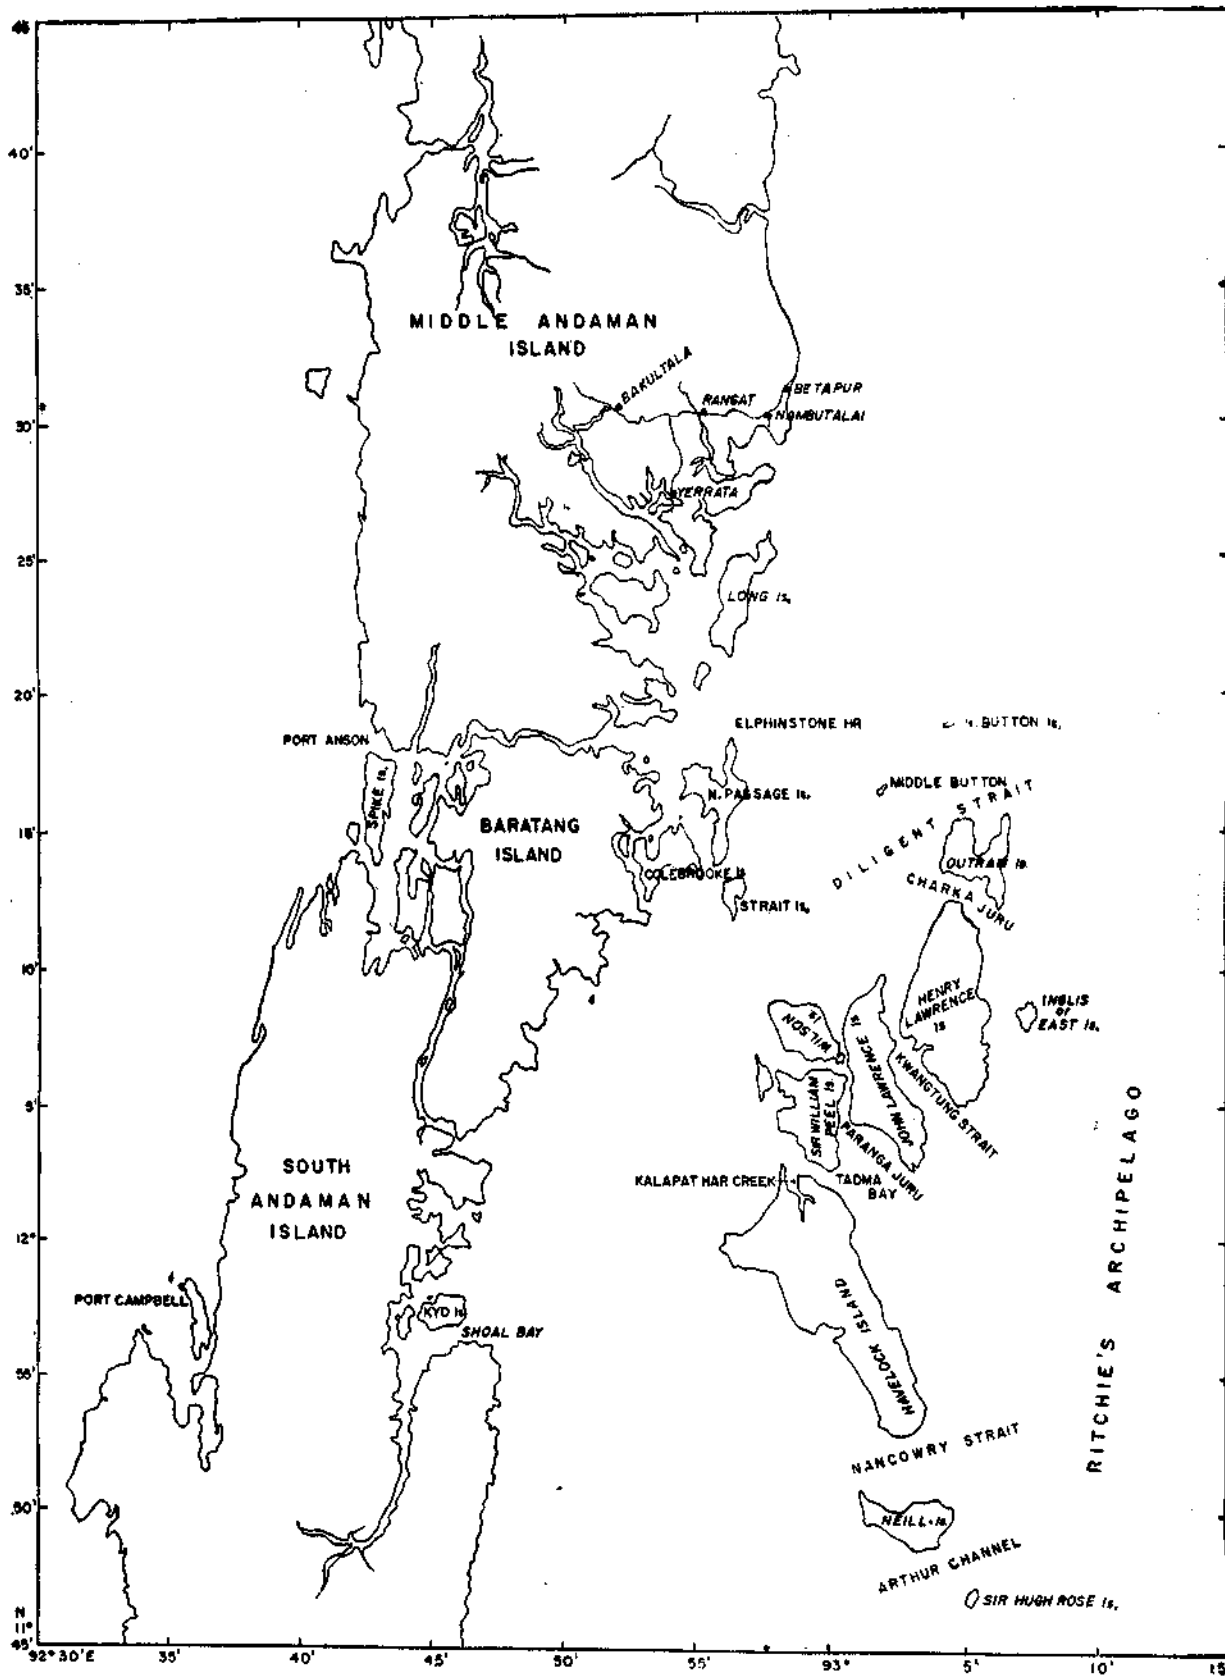 45'
40'
35'
MIDDLE ANDAMAN
ISLAND
BAKULTALA
BETAPUR
RANGAT
NAMBUTALAI
30'
YERRATA
25'
LONG Is.
20'
ELPHINSTONE HR
N. BUTTON Is.
PORT ANSON
SPIKE Is.
MIDDLE BUTTON
N. PASSAGE Is.
DILIGENT STRAIT
15'
BARATANG
ISLAND
OUTRAM Is.
COLEBROOKE Is
CHARKA JURU
STRAIT Is.
10'
HENRY
LAWRENCE
Is
INGLIS
or
EAST Is.
WILSON
Is
JOHN LAWRENCE Is
KWANGTUNG STRAIT
SIR WILLIAM
PEEL Is.
5'
PARANGA JURU
SOUTH
ANDAMAN
ISLAND
KALAPAT HAR CREEK
TADMA
BAY
RITCHIE'S ARCHIPELAGO
12°
PORT CAMPBELL
KYD Is
SHOAL BAY
HAVELOCK ISLAND
55'
NANCOWRY STRAIT
50'
NEILL Is.
ARTHUR CHANNEL
SIR HUGH ROSE Is.
N
11°
45'
92°30'E
35'
40'
45'
50'
55'
93°
5'
10'
15